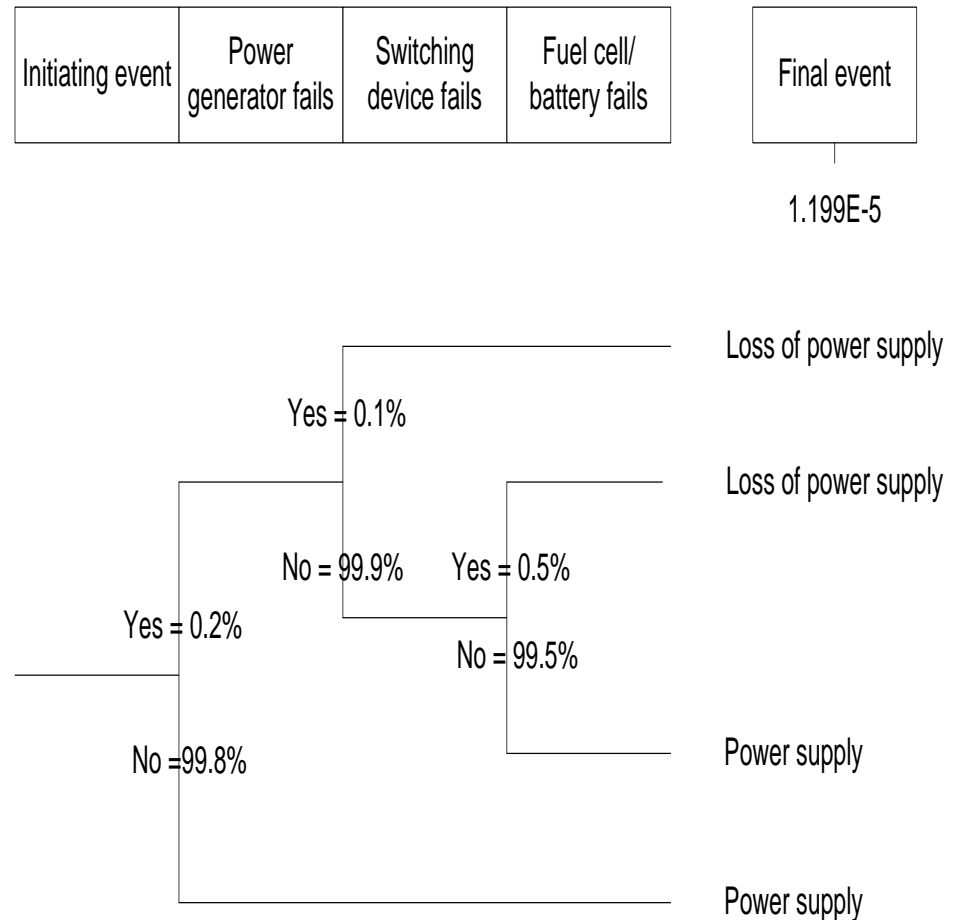 Initiating event
Power
generator fails
Switching
device fails
Fuel cell/
battery fails
Final event
1.199E-5
Loss of power supply
Yes = 0.1%
Loss of power supply
No = 99.9%
Yes = 0.5%
Yes = 0.2%
No = 99.5%
No =99.8%
Power supply
Power supply